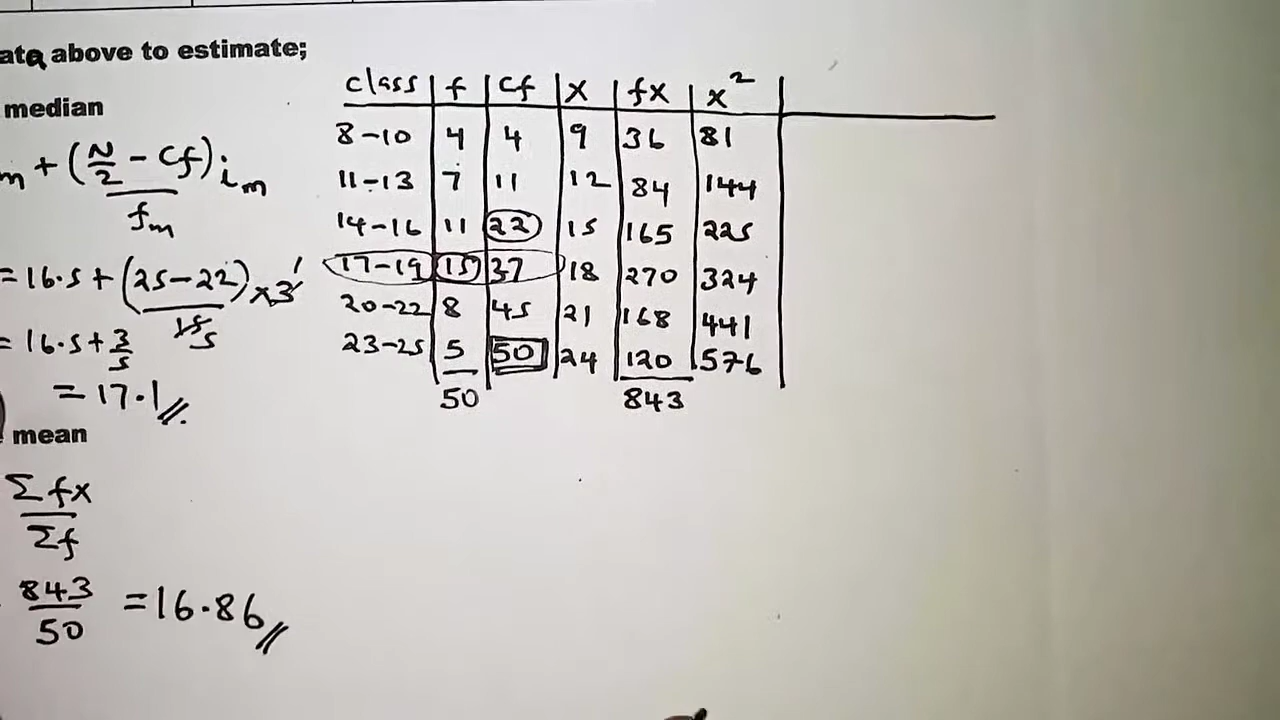 ata above to estimate;
median
m + (N/2 - Cf) i_m
f_m
= 16.5 + (25-22) × 3
15 5
= 16.5 + 3/5
= 17.1
mean
Σfx
Σf
843
50
= 16.86
class f cf x fx x²
8-10 4 4 9 36 81
11-13 7 11 12 84 144
14-16 11 22 15 165 225
17-19 15 37 18 270 324
20-22 8 45 21 168 441
23-25 5 50 24 120 576
50 843